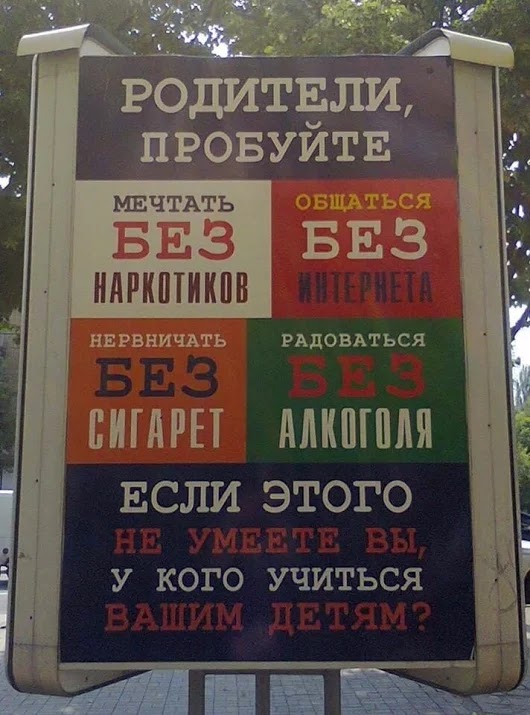 РОДИТЕЛИ,
ПРОБУЙТЕ
МЕЧТАТЬ
БЕЗ
НАРКОТИКОВ
ОБЩАТЬСЯ
БЕЗ
ИНТЕРНЕТА
НЕРВНИЧАТЬ
БЕЗ
СИГАРЕТ
РАДОВАТЬСЯ
БЕЗ
АЛКОГОЛЯ
ЕСЛИ ЭТОГО
НЕ УМЕЕТЕ ВЫ,
У КОГО УЧИТЬСЯ
ВАШИМ ДЕТЯМ?